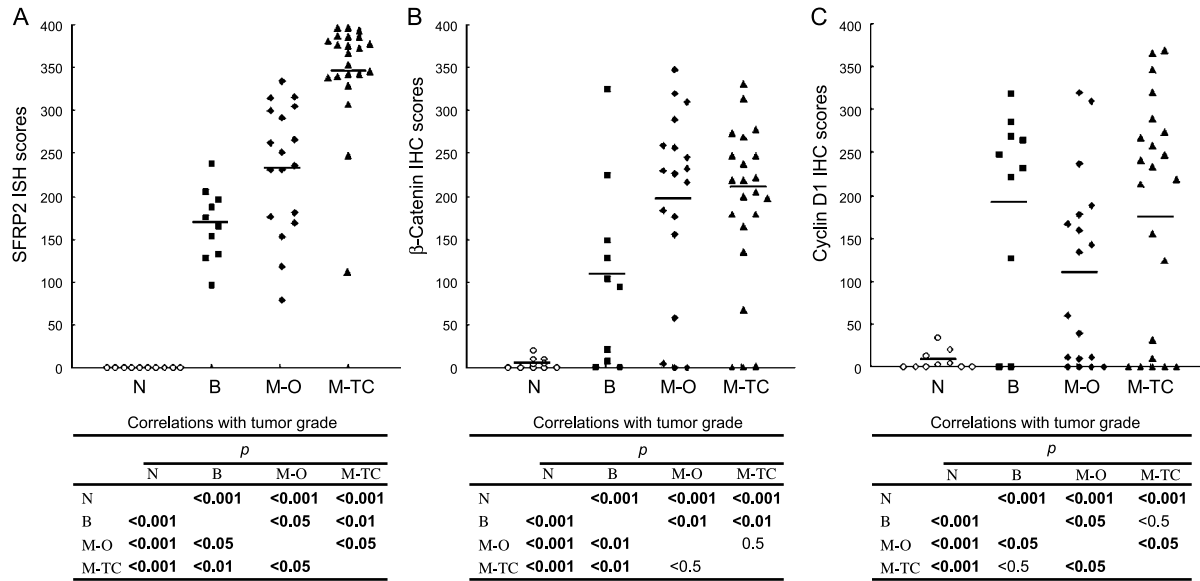 A
SFRP2 ISH scores
400
350
300
250
200
150
100
50
0
N B M-O M-TC
Correlations with tumor grade
p
N B M-O M-TC
N <0.001 <0.001 <0.001
B <0.001 <0.05 <0.01
M-O <0.001 <0.05 <0.05
M-TC <0.001 <0.01 <0.05
B
β-Catenin IHC scores
400
350
300
250
200
150
100
50
0
N B M-O M-TC
Correlations with tumor grade
p
N B M-O M-TC
N <0.001 <0.001 <0.001
B <0.001 <0.01 <0.01
M-O <0.001 <0.01 0.5
M-TC <0.001 <0.01 <0.5
C
Cyclin D1 IHC scores
400
350
300
250
200
150
100
50
0
N B M-O M-TC
Correlations with tumor grade
p
N B M-O M-TC
N <0.001 <0.001 <0.001
B <0.001 <0.05 <0.5
M-O <0.001 <0.05 <0.05
M-TC <0.001 <0.5 <0.05